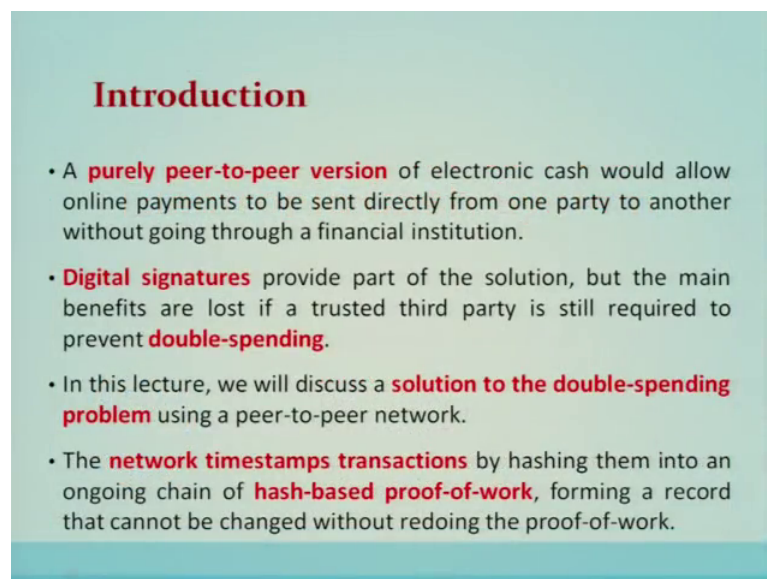 Introduction
• A purely peer-to-peer version of electronic cash would allow
online payments to be sent directly from one party to another
without going through a financial institution.
• Digital signatures provide part of the solution, but the main
benefits are lost if a trusted third party is still required to
prevent double-spending.
• In this lecture, we will discuss a solution to the double-spending
problem using a peer-to-peer network.
• The network timestamps transactions by hashing them into an
ongoing chain of hash-based proof-of-work, forming a record
that cannot be changed without redoing the proof-of-work.